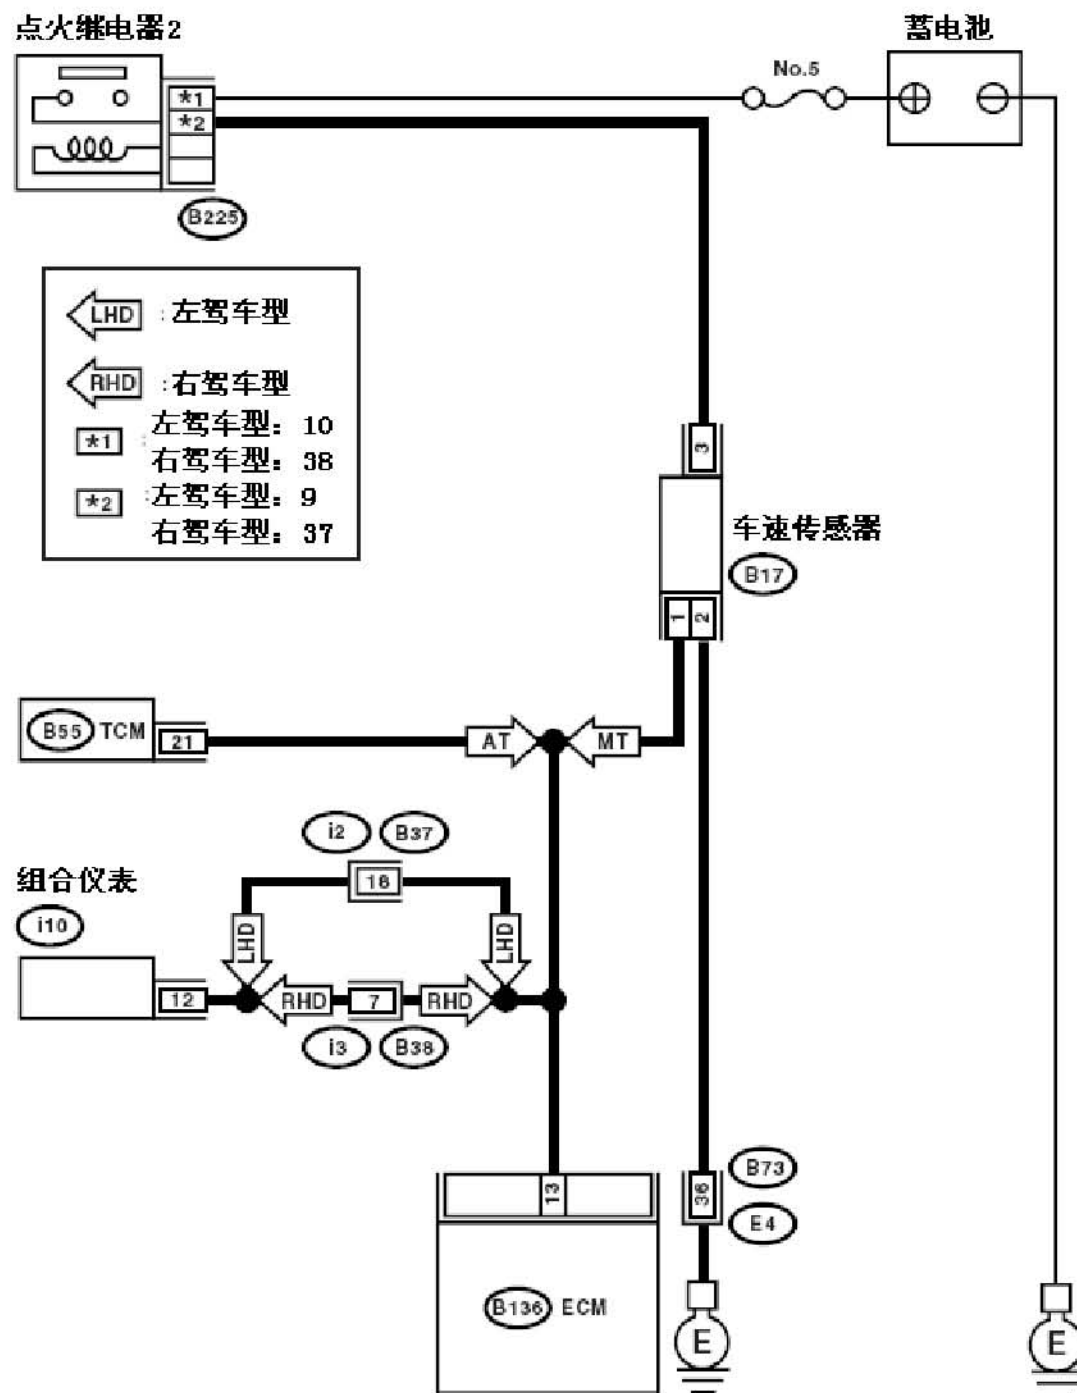 点火继电器2
蓄电池
No.5
*1
*2
B225
LHD :左驾车型
RHD :右驾车型
*1 :左驾车型：10
右驾车型：38
*2 :左驾车型：9
右驾车型：37
3
车速传感器
B17
1 2
B55 TCM 21 AT MT
i2 B37
18
组合仪表
i10
LHD LHD
12 RHD 7 RHD
i3 B38
13
B73
36
E4
B136 ECM
E
E